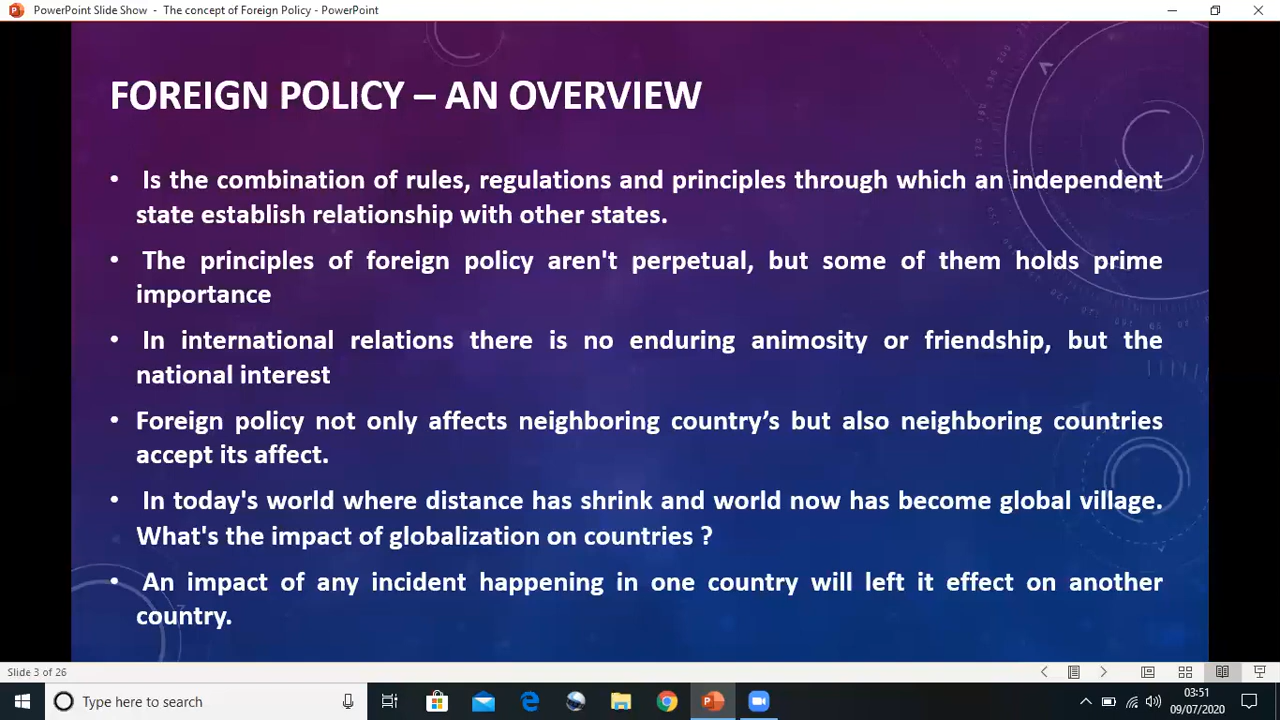 PowerPoint Slide Show - The concept of Foreign Policy - PowerPoint
FOREIGN POLICY – AN OVERVIEW
• Is the combination of rules, regulations and principles through which an independent
state establish relationship with other states.
• The principles of foreign policy aren't perpetual, but some of them holds prime
importance
• In international relations there is no enduring animosity or friendship, but the
national interest
• Foreign policy not only affects neighboring country’s but also neighboring countries
accept its affect.
• In today's world where distance has shrink and world now has become global village.
What's the impact of globalization on countries ?
• An impact of any incident happening in one country will left it effect on another
country.
Slide 3 of 26
Type here to search
03:51
09/07/2020